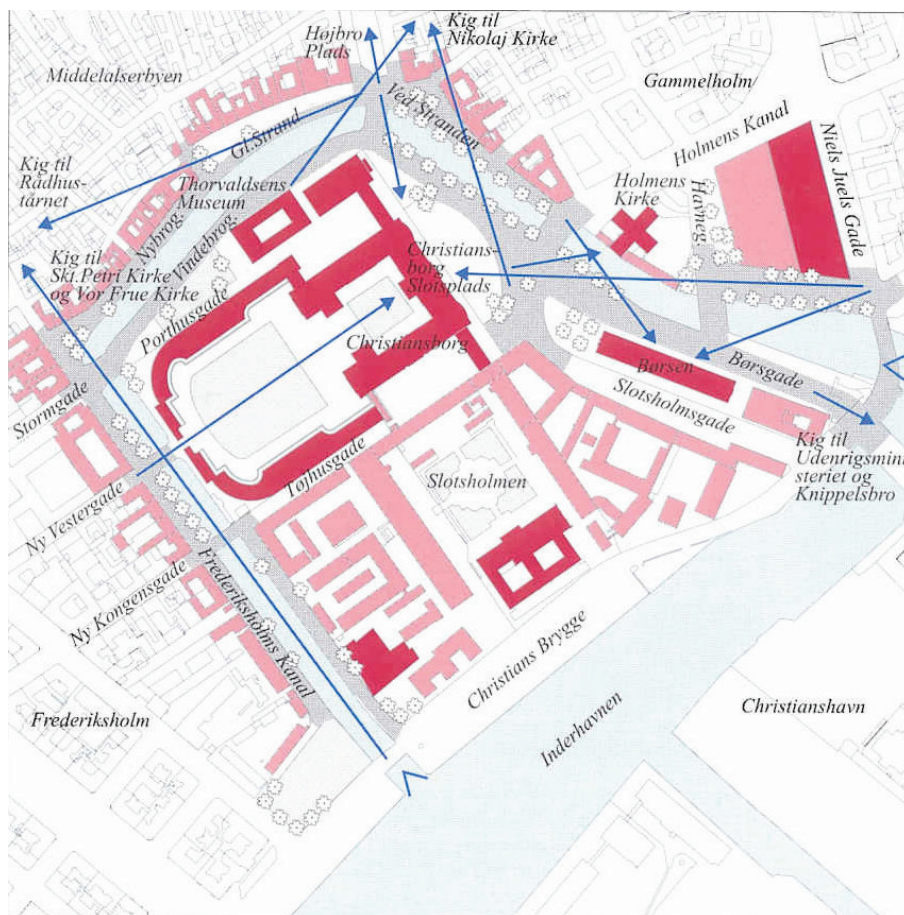 Højbro
Plads
Kig til
Nikolaj Kirke
Middelalserbyen
Gammelholm
Ved Stranden
Gl.Strand
Holmens Kanal
Niels Juels Gade
Kig til
Rådhus-
tårnet
Thorvaldsens
Museum
Holmens
Kirke
Havneg.
Nybrog.
Vindebrog.
Kig til
Skt.Petri Kirke
og Vor Frue Kirke
Christians-
borg
Slotsplads
Porthusgade
Christiansborg
Børsen
Børsgade
Slotsholmsgade
Stormgade
Kig til
Udenrigsmini
steriet og
Knippelsbro
Tøjhusgade
Slotsholmen
Ny Vestergade
Ny Kongensgade
Frederiksholms Kanal
Christians Brygge
Frederiksholm
Inderhavnen
Christianshavn